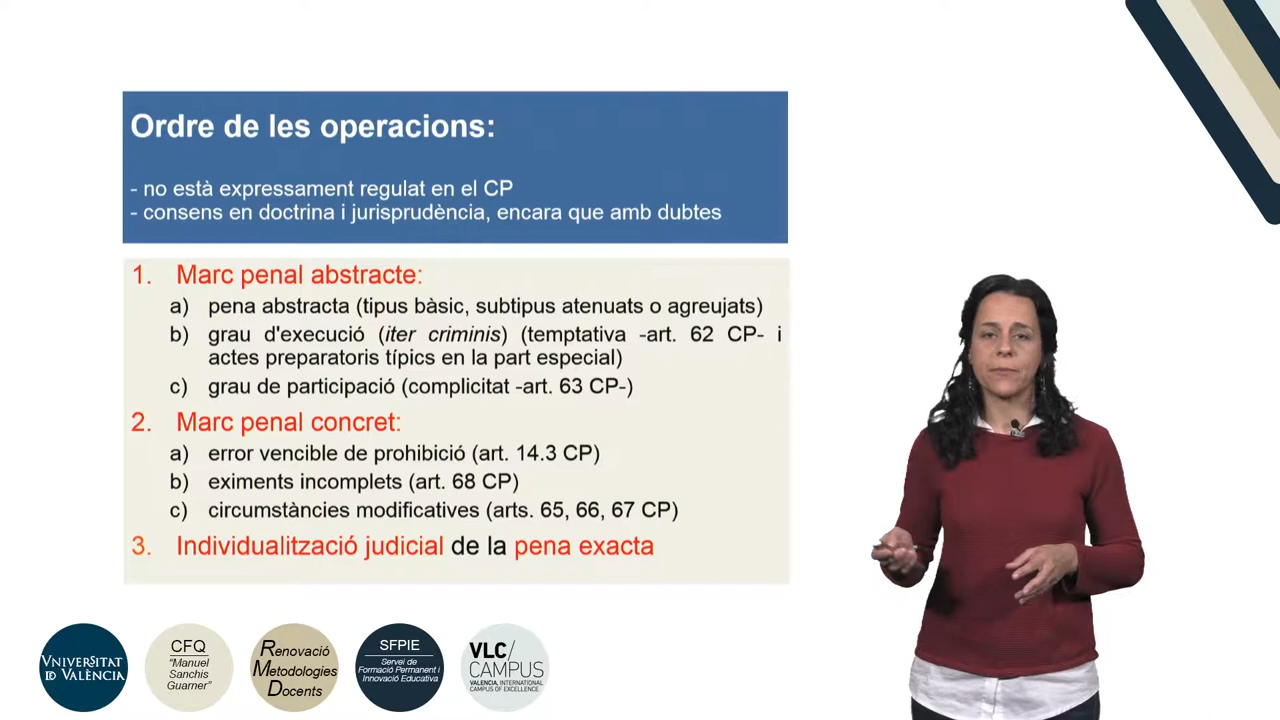 Ordre de les operacions:
- no està expressament regulat en el CP
- consens en doctrina i jurisprudència, encara que amb dubtes
1. Marc penal abstracte:
a) pena abstracta (tipus bàsic, subtipus atenuats o agreujats)
b) grau d'execució (iter criminis) (temptativa -art. 62 CP- i
actes preparatoris típics en la part especial)
c) grau de participació (complicitat -art. 63 CP-)
2. Marc penal concret:
a) error vencible de prohibició (art. 14.3 CP)
b) eximents incomplets (art. 68 CP)
c) circumstàncies modificatives (arts. 65, 66, 67 CP)
3. Individualització judicial de la pena exacta
VNIVERSITAT
ID VALÈNCIA
CFQ
"Manuel
Sanchis
Guarner"
Renovació
Metodologies
Docents
SFPIE
Servei de
Formació Permanent i
Innovació Educativa
VLC/
CAMPUS
VALENCIA, INTERNATIONAL
CAMPUS OF EXCELLENCE